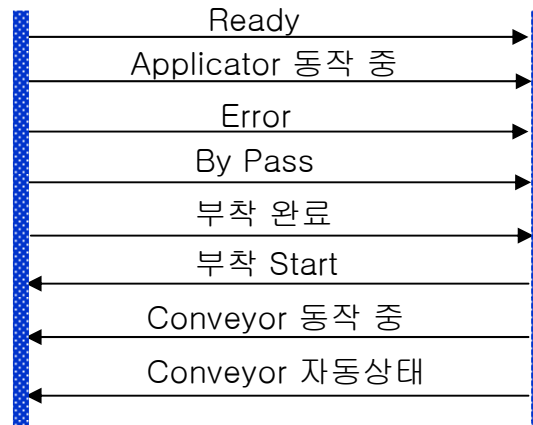 Ready
Applicator 동작 중
Error
By Pass
부착 완료
부착 Start
Conveyor 동작 중
Conveyor 자동상태